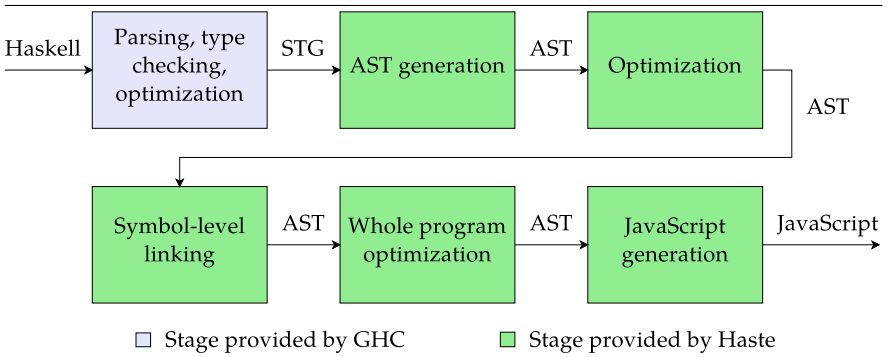 Haskell
Parsing, type
checking,
optimization
STG
AST generation
AST
Optimization
AST
Symbol-level
linking
AST
Whole program
optimization
AST
JavaScript
generation
JavaScript
Stage provided by GHC
Stage provided by Haste